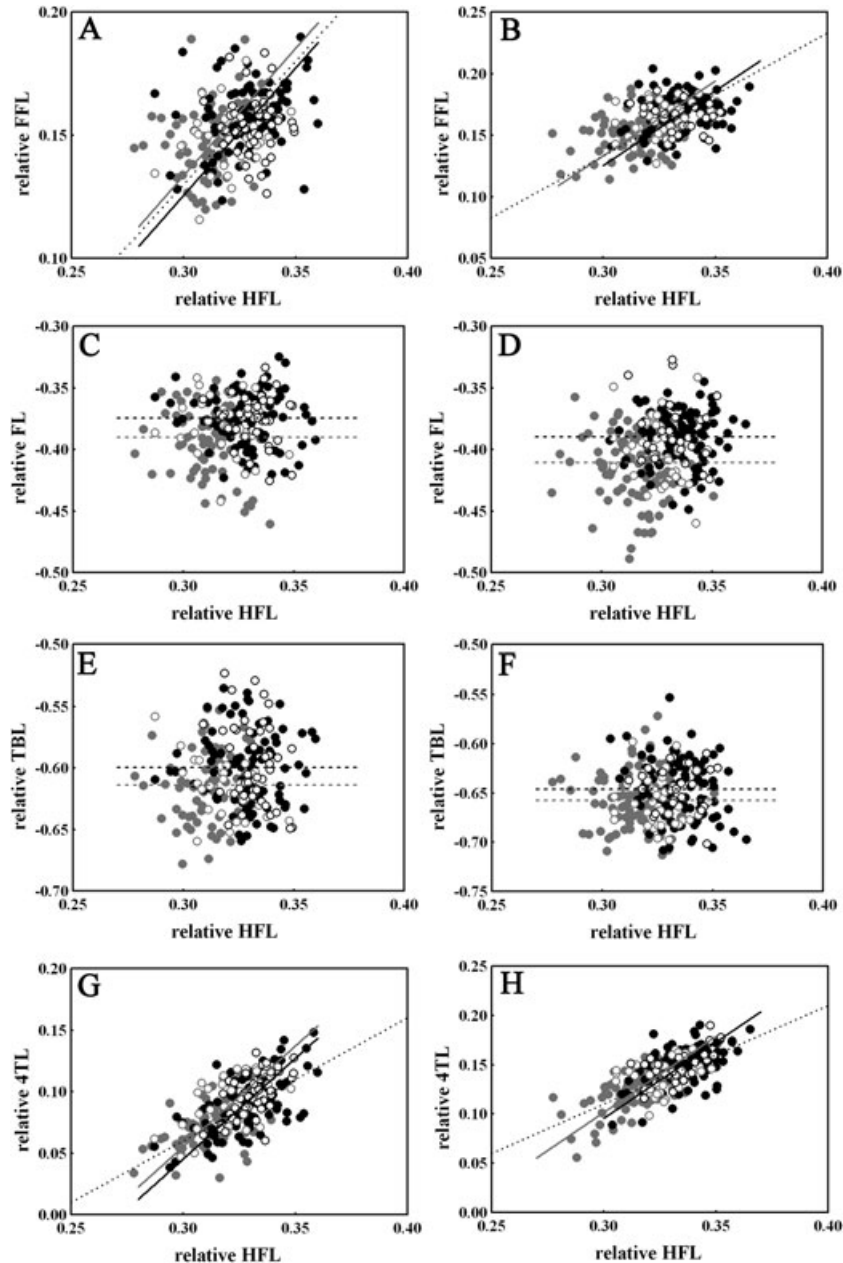 A
0.20
0.15
0.10
relative FFL
0.25 0.30 0.35 0.40
relative HFL
B
0.25
0.20
0.15
0.10
0.05
relative FFL
0.25 0.30 0.35 0.40
relative HFL
C
-0.30
-0.35
-0.40
-0.45
-0.50
relative FL
0.25 0.30 0.35 0.40
relative HFL
D
-0.30
-0.35
-0.40
-0.45
-0.50
relative FL
0.25 0.30 0.35 0.40
relative HFL
E
-0.50
-0.55
-0.60
-0.65
-0.70
relative TBL
0.25 0.30 0.35 0.40
relative HFL
F
-0.50
-0.55
-0.60
-0.65
-0.70
-0.75
relative TBL
0.25 0.30 0.35 0.40
relative HFL
G
0.20
0.15
0.10
0.05
0.00
relative 4TL
0.25 0.30 0.35 0.40
relative HFL
H
0.25
0.20
0.15
0.10
0.05
0.00
relative 4TL
0.25 0.30 0.35 0.40
relative HFL